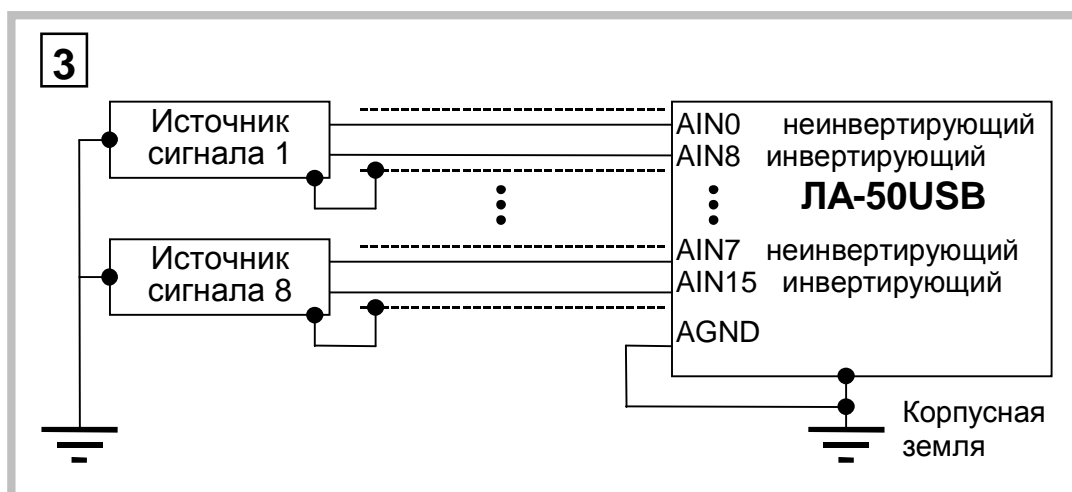 3
Источник
сигнала 1
AIN0 неинвертирующий
AIN8 инвертирующий
ЛА-50USB
Источник
сигнала 8
AIN7 неинвертирующий
AIN15 инвертирующий
AGND
Корпусная
земля